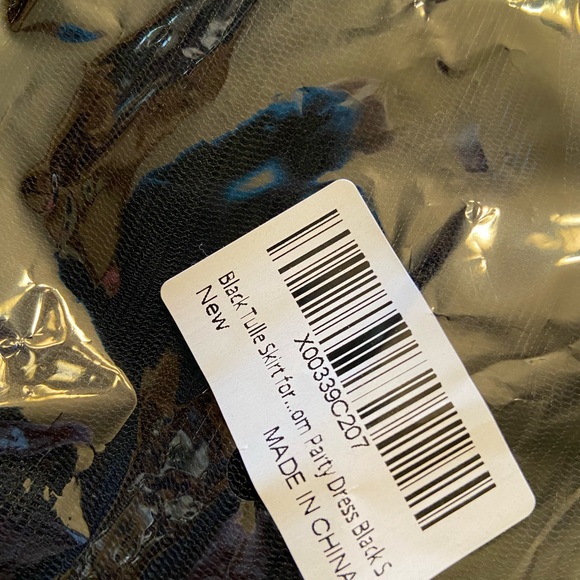 X00339C207
Black Tulle Skirt for...om Party Dress Black S
New
MADE IN CHINA